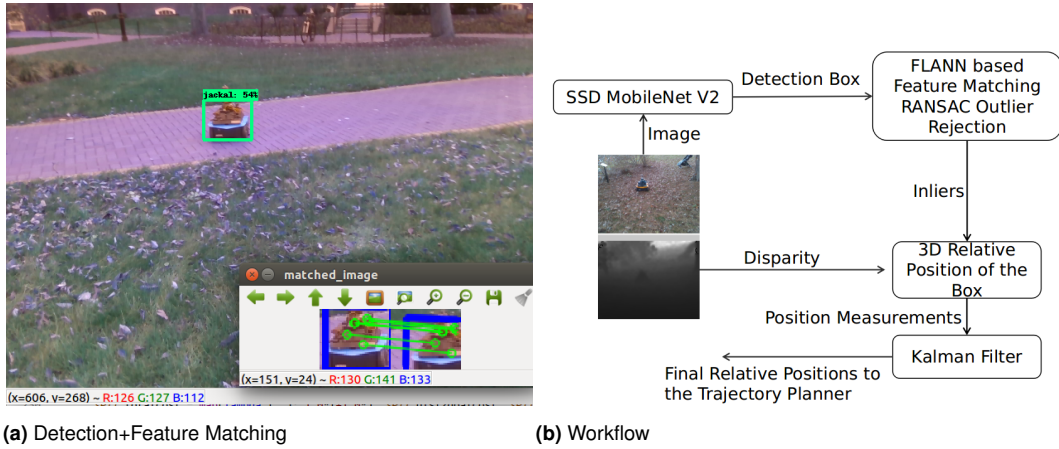 jackal: 54%
matched_image
(x=151, y=24) ~ R:130 G:141 B:133
(x=606, y=268) ~ R:126 G:127 B:112
(a) Detection+Feature Matching
SSD MobileNet V2
Detection Box
FLANN based
Feature Matching
RANSAC Outlier
Rejection
Image
Inliers
Disparity
3D Relative
Position of the
Box
Position Measurements
Kalman Filter
Final Relative Positions to
the Trajectory Planner
(b) Workflow